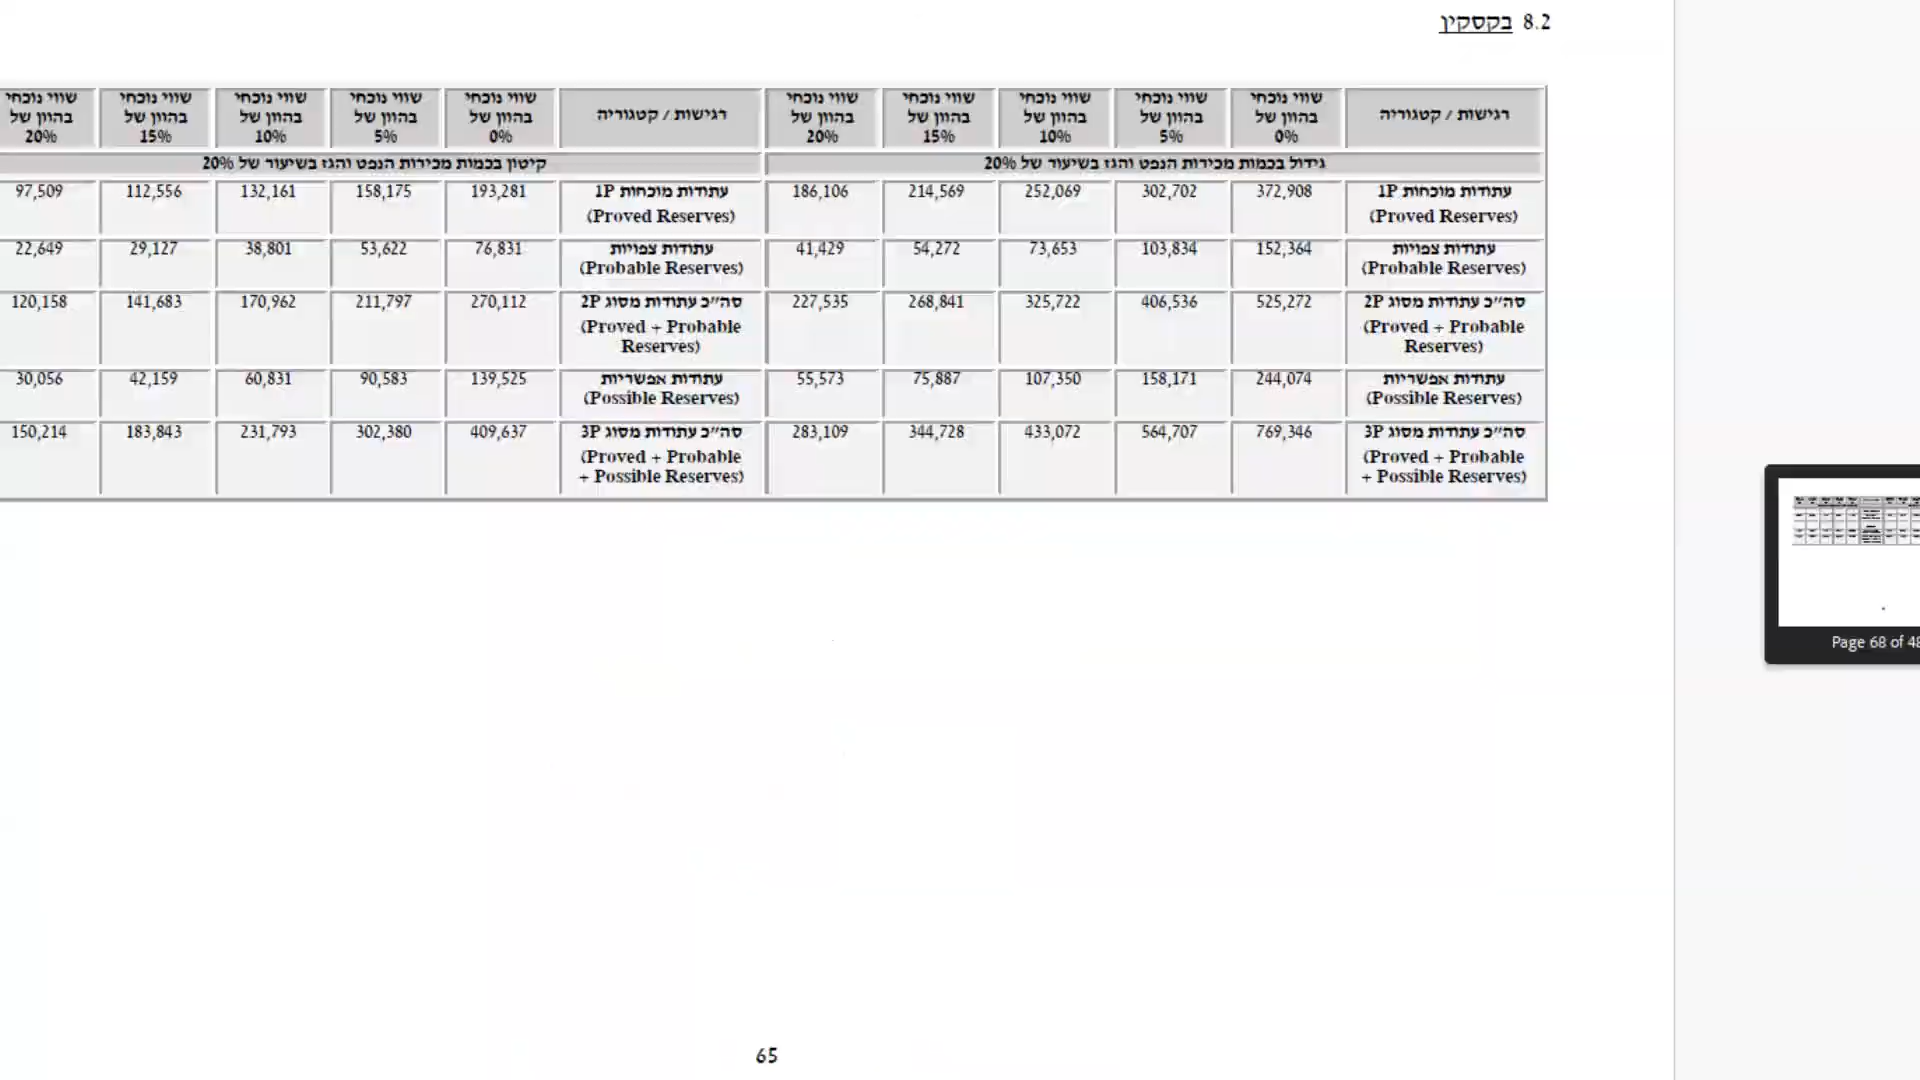 8.2 בקסקין
רגישות / קטגוריה שווי נוכחי בהוון של 0% שווי נוכחי בהוון של 5% שווי נוכחי בהוון של 10% שווי נוכחי בהוון של 15% שווי נוכחי בהוון של 20% רגישות / קטגוריה שווי נוכחי בהוון של 0% שווי נוכחי בהוון של 5% שווי נוכחי בהוון של 10% שווי נוכחי בהוון של 15% שווי נוכחי בהוון של 20%
גידול בכמות מכירות הנפט והגז בשיעור של 20% קיטון בכמות מכירות הנפט והגז בשיעור של 20%
עתודות מוכחות 1P 372,908 302,702 252,069 214,569 186,106 עתודות מוכחות 1P 193,281 158,175 132,161 112,556 97,509
(Proved Reserves) (Proved Reserves)
עתודות צפויות 152,364 103,834 73,653 54,272 41,429 עתודות צפויות 76,831 53,622 38,801 29,127 22,649
(Probable Reserves) (Probable Reserves)
סה״כ עתודות מסוג 2P 525,272 406,536 325,722 268,841 227,535 סה״כ עתודות מסוג 2P 270,112 211,797 170,962 141,683 120,158
(Proved + Probable (Proved + Probable
Reserves) Reserves)
עתודות אפשריות 244,074 158,171 107,350 75,887 55,573 עתודות אפשריות 139,525 90,583 60,831 42,159 30,056
(Possible Reserves) (Possible Reserves)
סה״כ עתודות מסוג 3P 769,346 564,707 433,072 344,728 283,109 סה״כ עתודות מסוג 3P 409,637 302,380 231,793 183,843 150,214
(Proved + Probable (Proved + Probable
+ Possible Reserves) + Possible Reserves)
Page 68 of 48
65